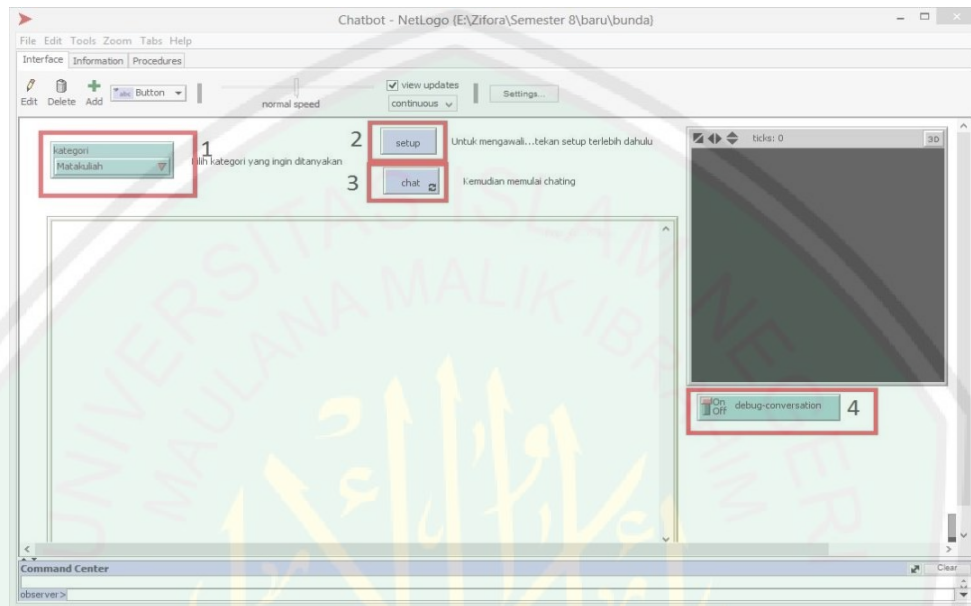 Chatbot - NetLogo {E:\Zifora\Semester 8\baru\bunda}
File Edit Tools Zoom Tabs Help
Interface Information Procedures
Edit Delete Add
abc Button
normal speed
view updates
continuous
Settings...
kategori
Matakuliah
1
kategori yang ingin ditanyakan
2
setup
Untuk mengawali...tekan setup terlebih dahulu
3
chat
Kemudian memulai chating
ticks: 0
3D
On
Off
debug-conversation
4
UNIVERSITAS ISLAM NEGERI
MAULANA MALIK IBRAHIM
Command Center
Clear
observer>